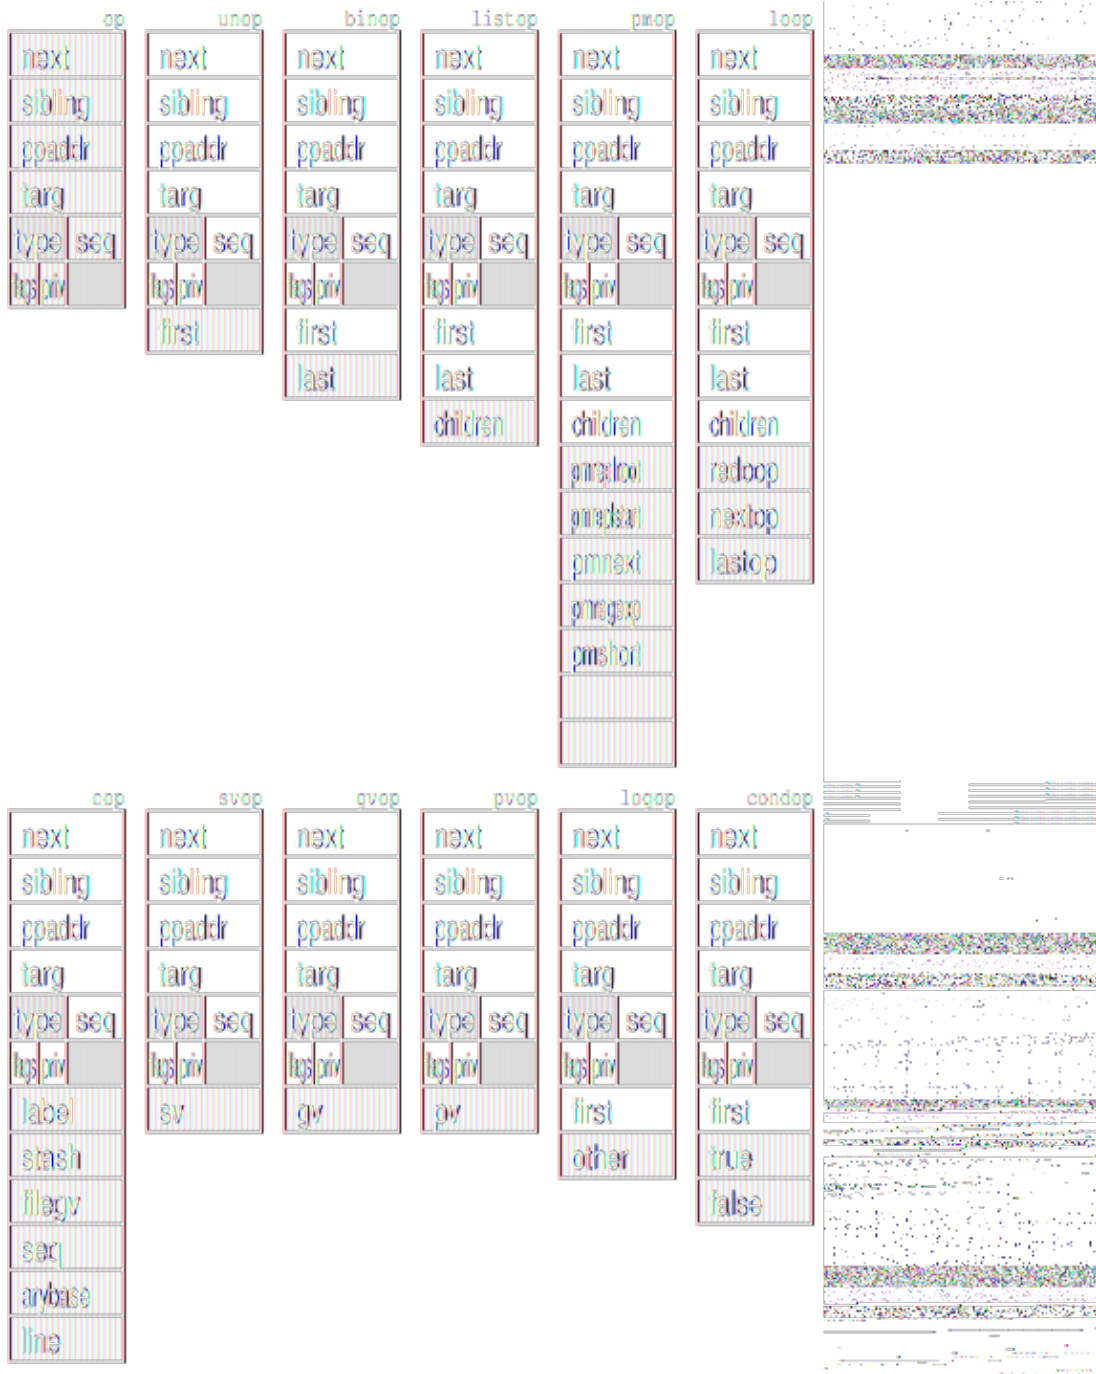 op unop binop listop pmop loop
next next next next next next
sibling sibling sibling sibling sibling sibling
ppaddr ppaddr ppaddr ppaddr ppaddr ppaddr
targ targ targ targ targ targ
type seq type seq type seq type seq type seq type seq
flags priv flags priv flags priv flags priv flags priv flags priv
first first first first first
last last last last
children children children
pmreplroot redoop
pmreplstart nextop
pmnext lastop
pmregexp
pmshort
cop svop gvop pvop logop condop
next next next next next next
sibling sibling sibling sibling sibling sibling
ppaddr ppaddr ppaddr ppaddr ppaddr ppaddr
targ targ targ targ targ targ
type seq type seq type seq type seq type seq type seq
flags priv flags priv flags priv flags priv flags priv flags priv
label sv gv pv first first
stash other true
filegv false
seq
arybase
line